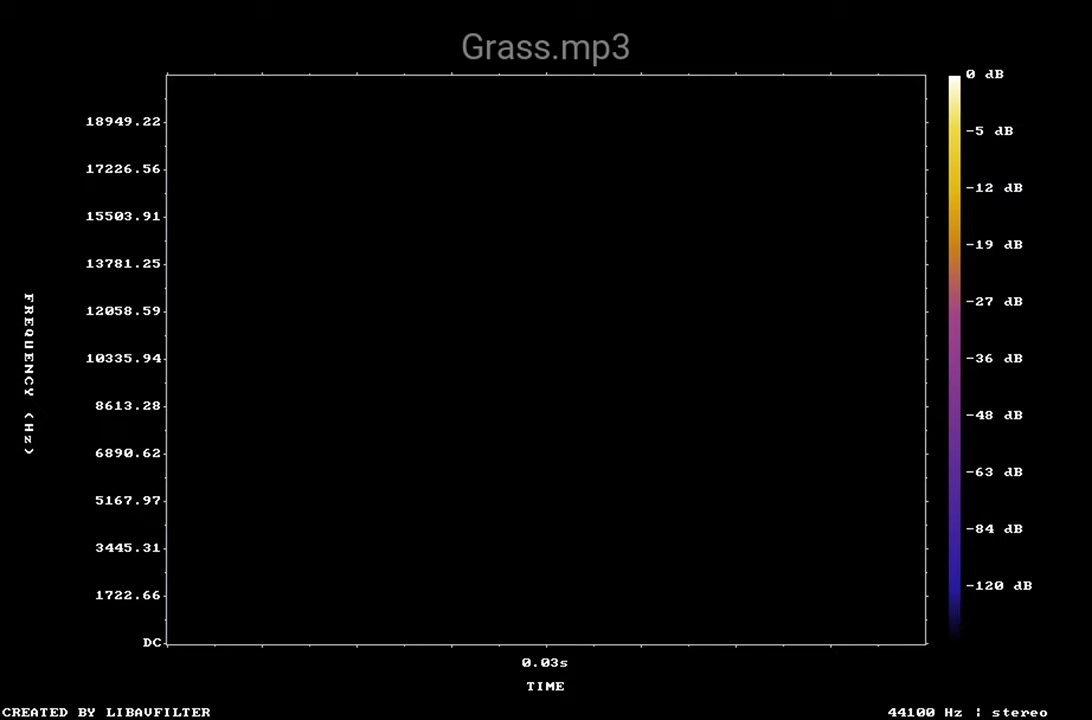 Grass.mp3
0 dB
18949.22
-5 dB
17226.56
-12 dB
15503.91
-19 dB
13781.25
-27 dB
12058.59
10335.94
-36 dB
8613.28
-48 dB
6890.62
-63 dB
5167.97
-84 dB
3445.31
-120 dB
1722.66
DC
FREQUENCY (Hz)
0.03s
TIME
CREATED BY LIBAVFILTER
44100 Hz | stereo